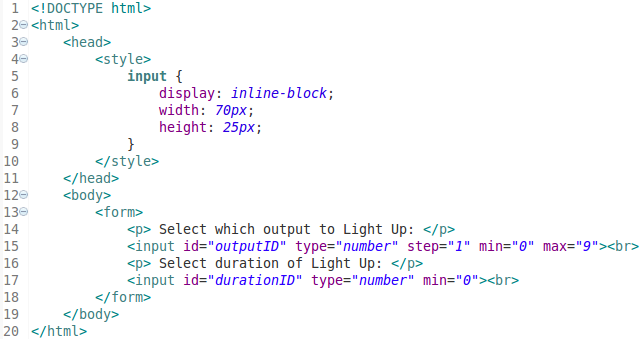 1 <!DOCTYPE html>
2 <html>
3     <head>
4         <style>
5             input {
6                 display: inline-block;
7                 width: 70px;
8                 height: 25px;
9             }
10         </style>
11     </head>
12     <body>
13         <form>
14             <p> Select which output to Light Up: </p>
15             <input id="outputID" type="number" step="1" min="0" max="9"><br>
16             <p> Select duration of Light Up: </p>
17             <input id="durationID" type="number" min="0"><br>
18         </form>
19     </body>
20 </html>